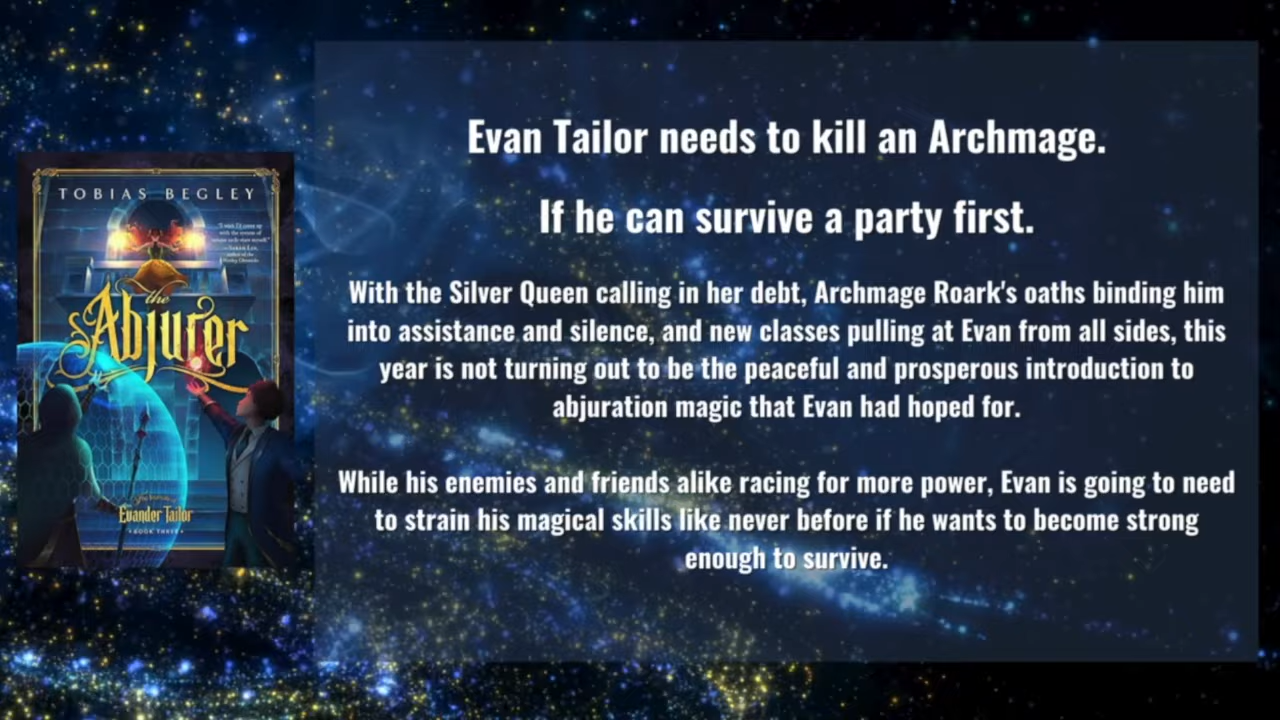 TOBIAS BEGLEY
the
Abjurer
Evander Tailor
BOOK THREE
Evan Tailor needs to kill an Archmage.
If he can survive a party first.
With the Silver Queen calling in her debt, Archmage Roark's oaths binding him
into assistance and silence, and new classes pulling at Evan from all sides, this
year is not turning out to be the peaceful and prosperous introduction to
abjuration magic that Evan had hoped for.
While his enemies and friends alike racing for more power, Evan is going to need
to strain his magical skills like never before if he wants to become strong
enough to survive.